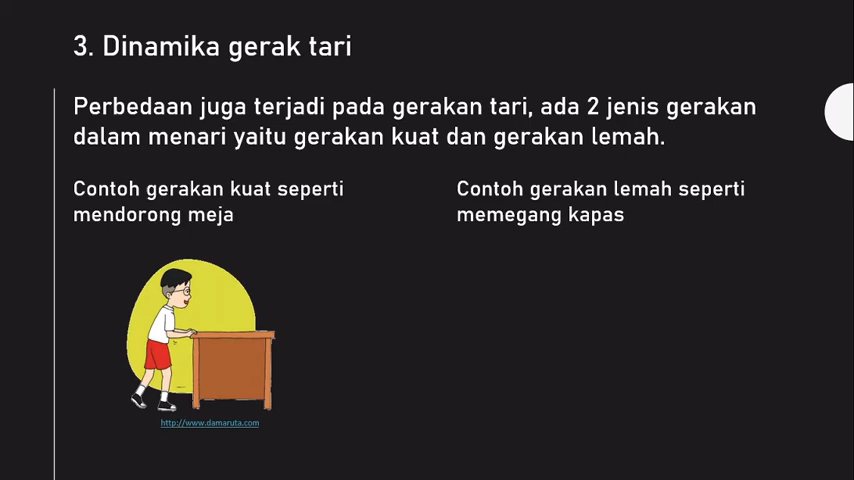 3. Dinamika gerak tari
Perbedaan juga terjadi pada gerakan tari, ada 2 jenis gerakan
dalam menari yaitu gerakan kuat dan gerakan lemah.
Contoh gerakan kuat seperti
mendorong meja
Contoh gerakan lemah seperti
memegang kapas
http://www.damaruta.com